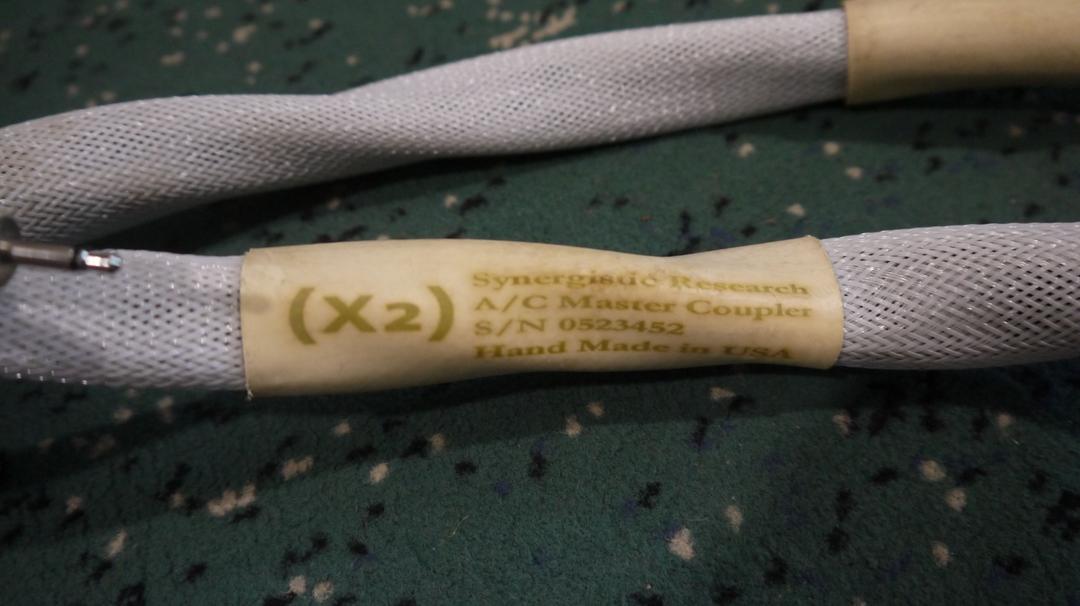 (X2)
Synergistic Research
A/C Master Coupler
S/N 0523452
Hand Made in USA